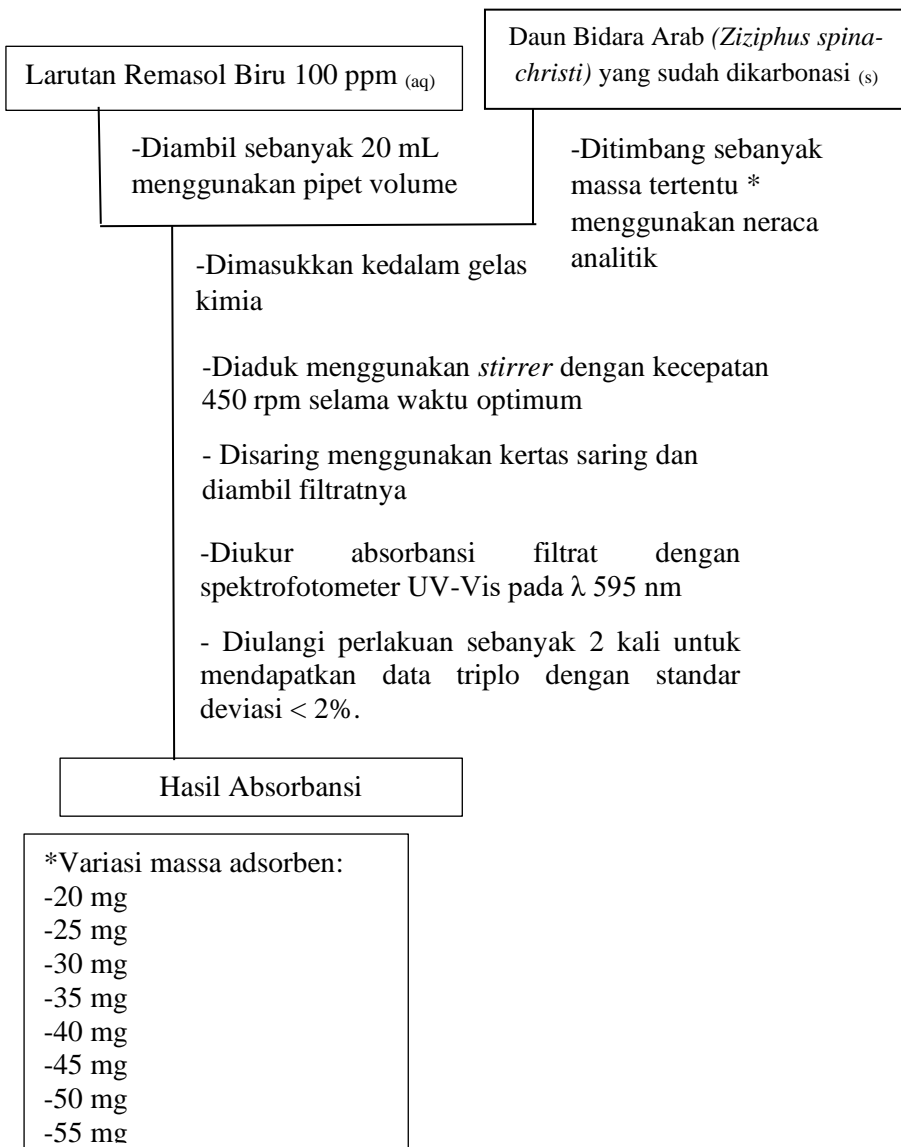 Larutan Remasol Biru 100 ppm (aq)
Daun Bidara Arab (Ziziphus spina-
christi) yang sudah dikarbonasi (s)
-Diambil sebanyak 20 mL
menggunakan pipet volume
-Ditimbang sebanyak
massa tertentu *
menggunakan neraca
analitik
-Dimasukkan kedalam gelas
kimia
-Diaduk menggunakan stirrer dengan kecepatan
450 rpm selama waktu optimum
- Disaring menggunakan kertas saring dan
diambil filtratnya
-Diukur absorbansi filtrat dengan
spektrofotometer UV-Vis pada λ 595 nm
- Diulangi perlakuan sebanyak 2 kali untuk
mendapatkan data triplo dengan standar
deviasi < 2%.
Hasil Absorbansi
*Variasi massa adsorben:
-20 mg
-25 mg
-30 mg
-35 mg
-40 mg
-45 mg
-50 mg
-55 mg